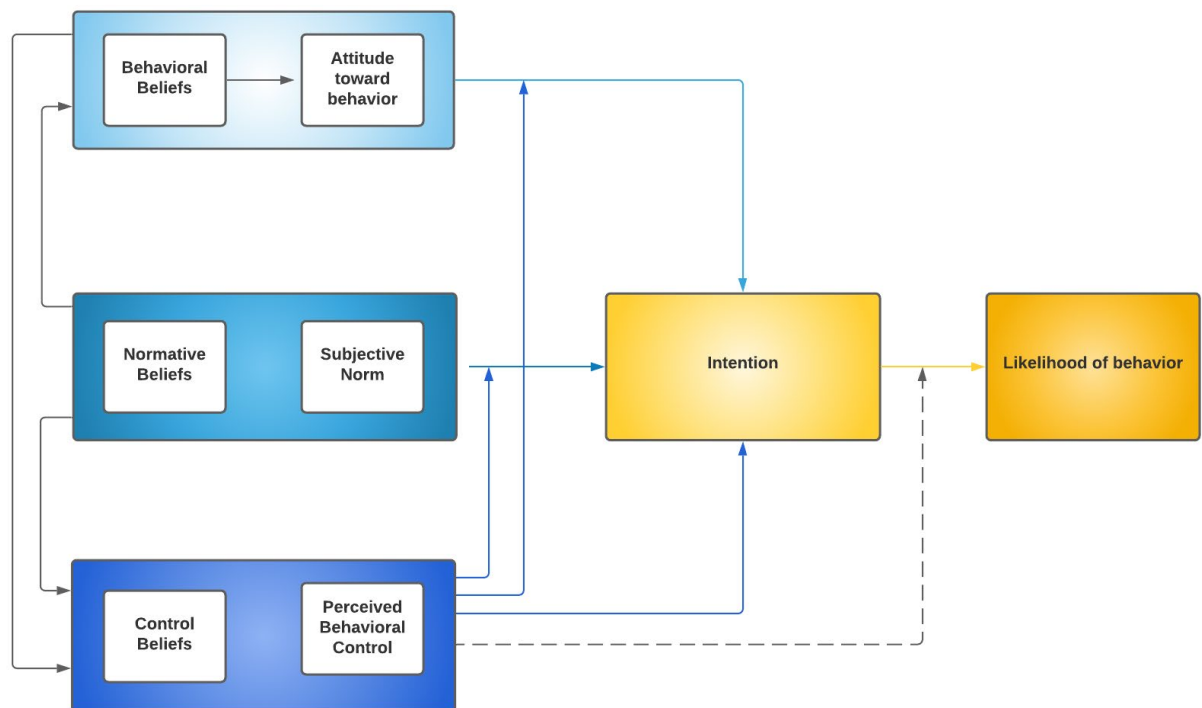 Behavioral
Beliefs
Attitude
toward
behavior
Normative
Beliefs
Subjective
Norm
Intention
Likelihood of behavior
Control
Beliefs
Perceived
Behavioral
Control